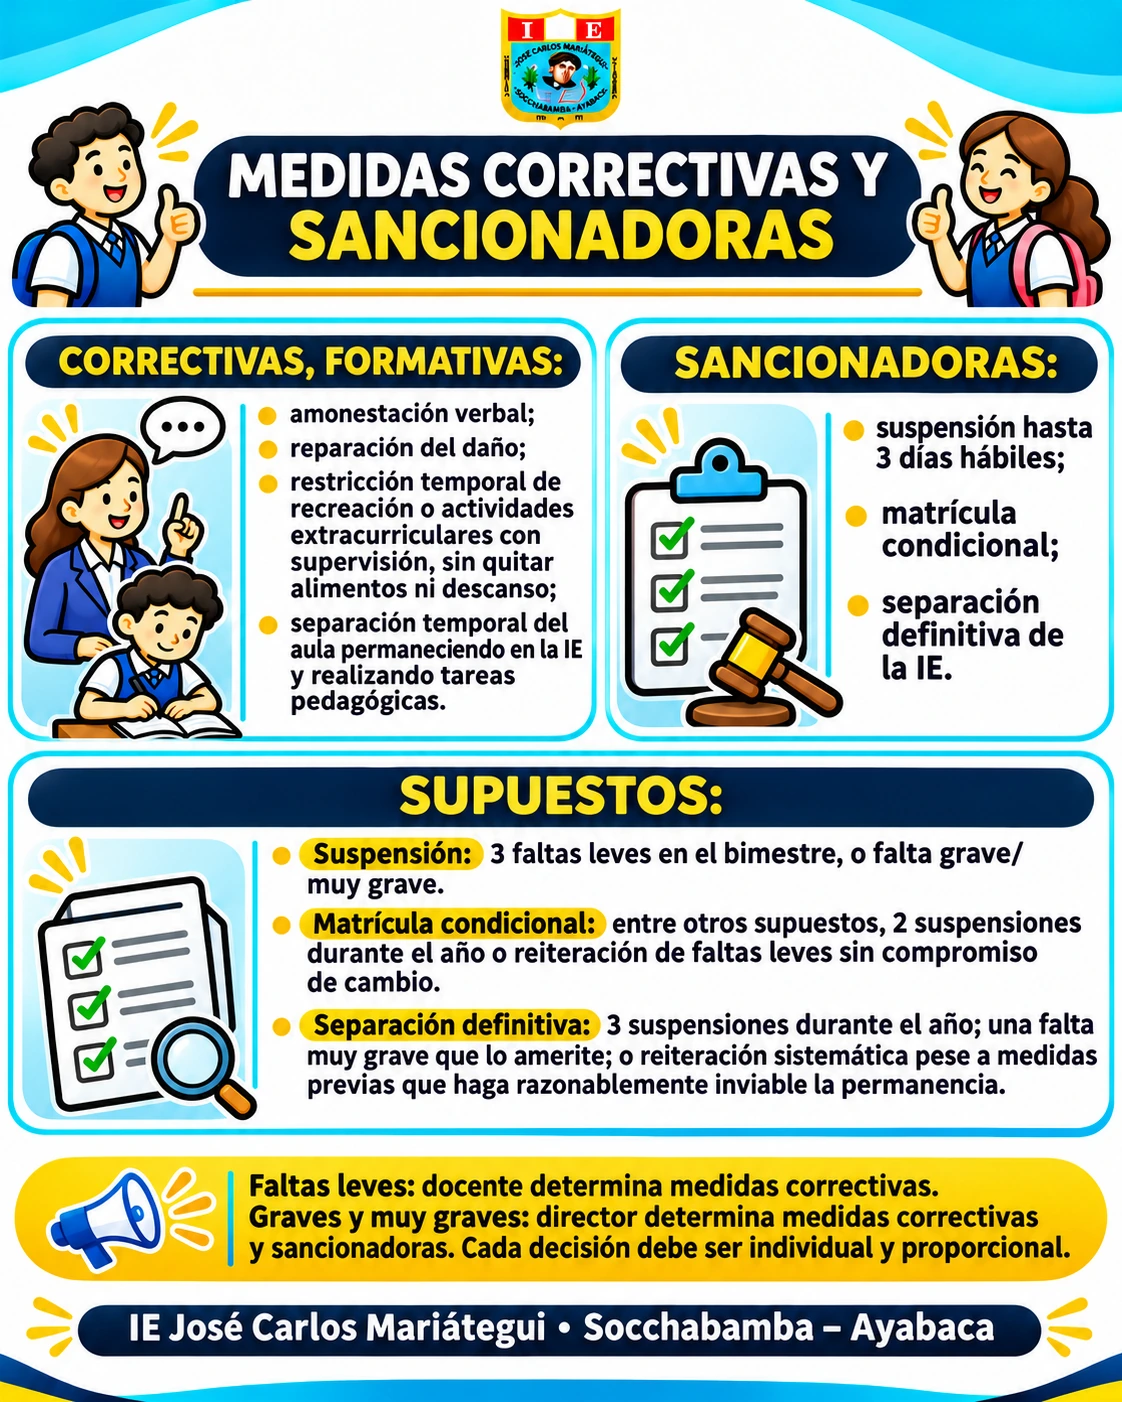 I E
JOSÉ CARLOS MARIÁTEGUI
SOCCHABAMBA - AYABACA
MEDIDAS CORRECTIVAS Y
SANCIONADORAS
CORRECTIVAS, FORMATIVAS:
amonestación verbal;
reparación del daño;
restricción temporal de
recreación o actividades
extracurriculares con
supervisión, sin quitar
alimentos ni descanso;
separación temporal del
aula permaneciendo en la IE
y realizando tareas
pedagógicas.
SANCIONADORAS:
suspensión hasta
3 días hábiles;
matrícula
condicional;
separación
definitiva de
la IE.
SUPUESTOS:
Suspensión: 3 faltas leves en el bimestre, o falta grave/
muy grave.
Matrícula condicional: entre otros supuestos, 2 suspensiones
durante el año o reiteración de faltas leves sin compromiso
de cambio.
Separación definitiva: 3 suspensiones durante el año; una falta
muy grave que lo amerite; o reiteración sistemática pese a medidas
previas que haga razonablemente inviable la permanencia.
Faltas leves: docente determina medidas correctivas.
Graves y muy graves: director determina medidas correctivas
y sancionadoras. Cada decisión debe ser individual y proporcional.
IE José Carlos Mariátegui • Socchabamba – Ayabaca